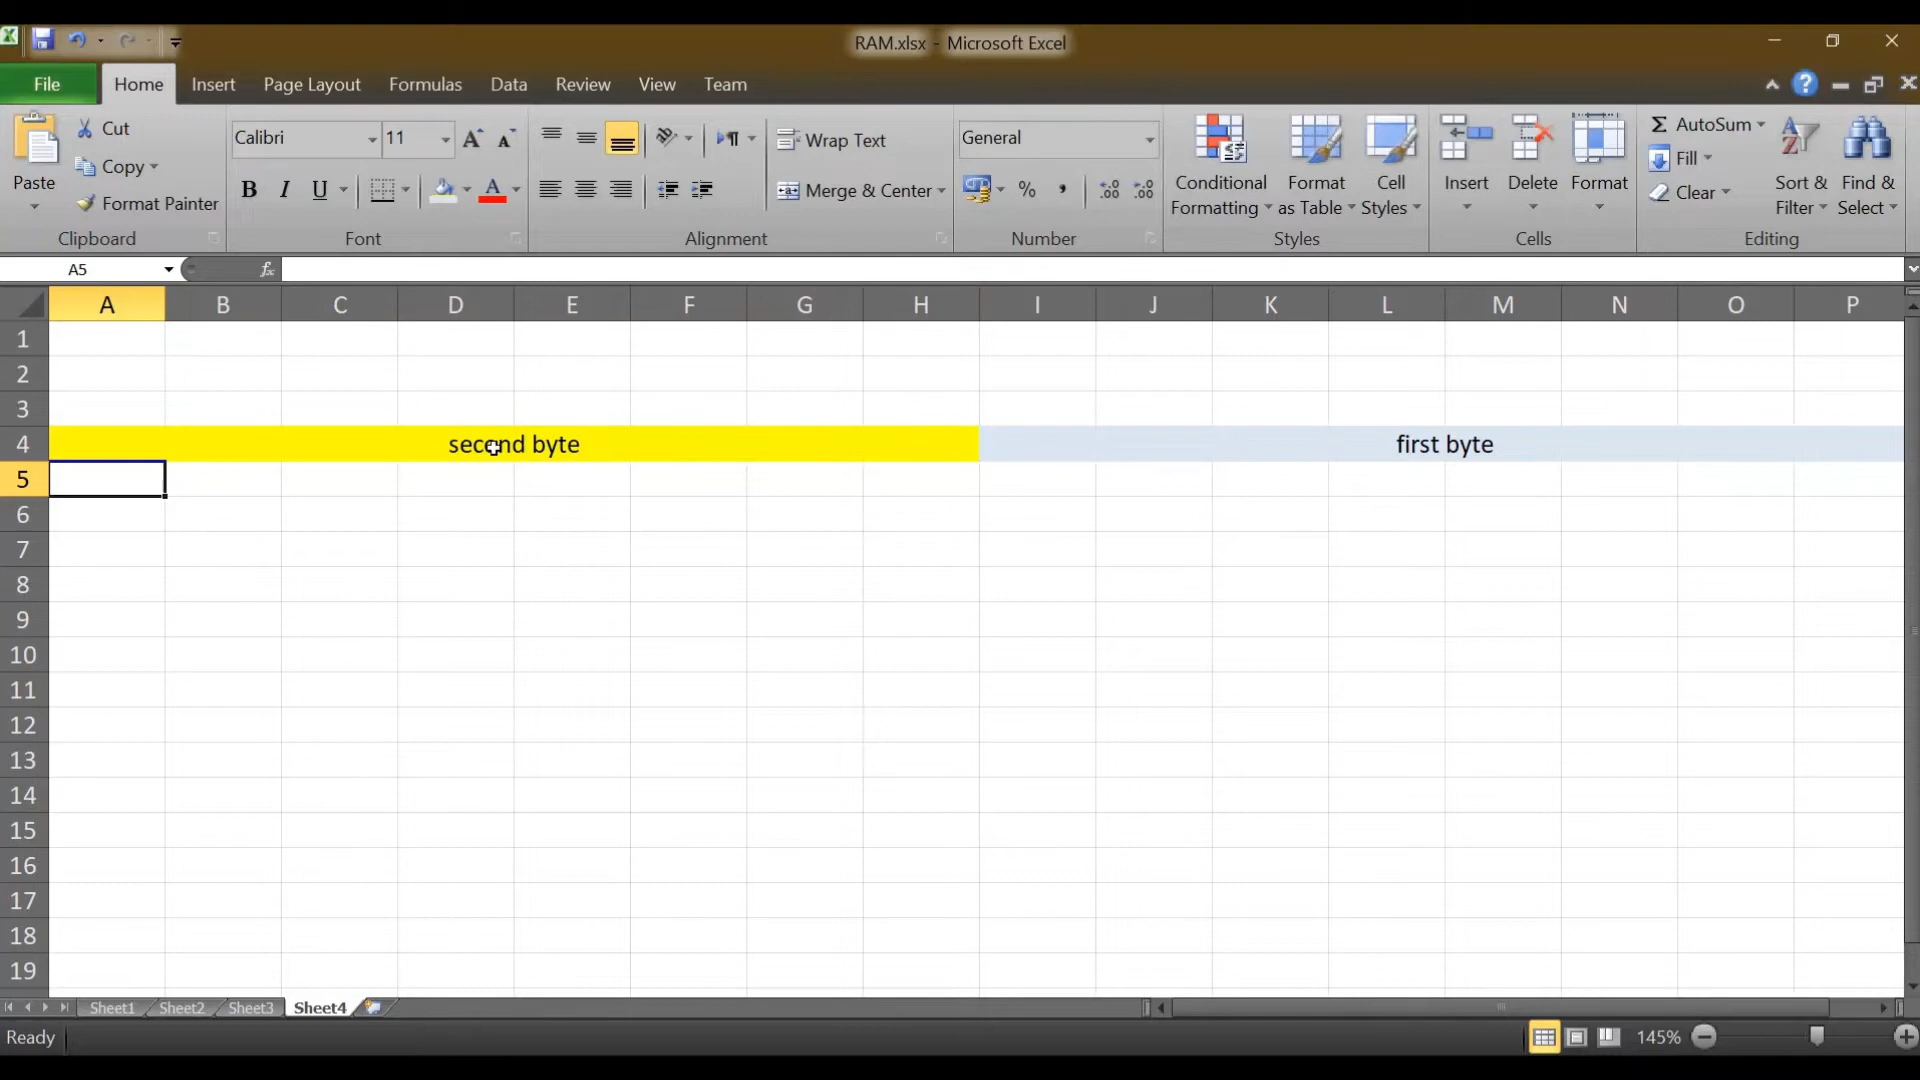 RAM.xlsx - Microsoft Excel
File Home Insert Page Layout Formulas Data Review View Team
Paste
Cut
Copy
Format Painter
Clipboard
Calibri 11
B I U A
Font
Wrap Text
Merge & Center
Alignment
General
%
Number
Conditional Formatting
Format as Table
Cell Styles
Styles
Insert Delete Format
Cells
Σ AutoSum
Fill
Clear
Sort & Filter
Find & Select
Editing
A5 fx
A B C D E F G H I J K L M N O P
1
2
3
4 second byte first byte
5
6
7
8
9
10
11
12
13
14
15
16
17
18
19
Sheet1 Sheet2 Sheet3 Sheet4
Ready 145%